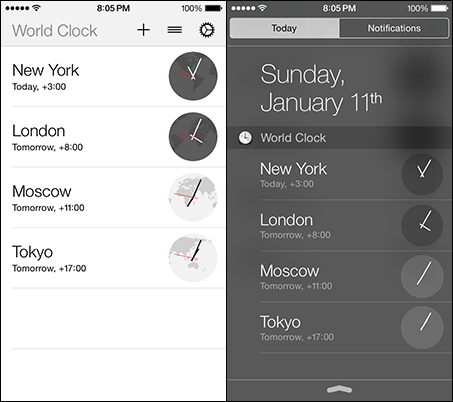 8:05 PM 100%
World Clock
New York
Today, +3:00
London
Tomorrow, +8:00
Moscow
Tomorrow, +11:00
Tokyo
Tomorrow, +17:00
8:05 PM 100%
Today Notifications
Sunday,
January 11th
World Clock
New York
Today, +3:00
London
Tomorrow, +8:00
Moscow
Tomorrow, +11:00
Tokyo
Tomorrow, +17:00